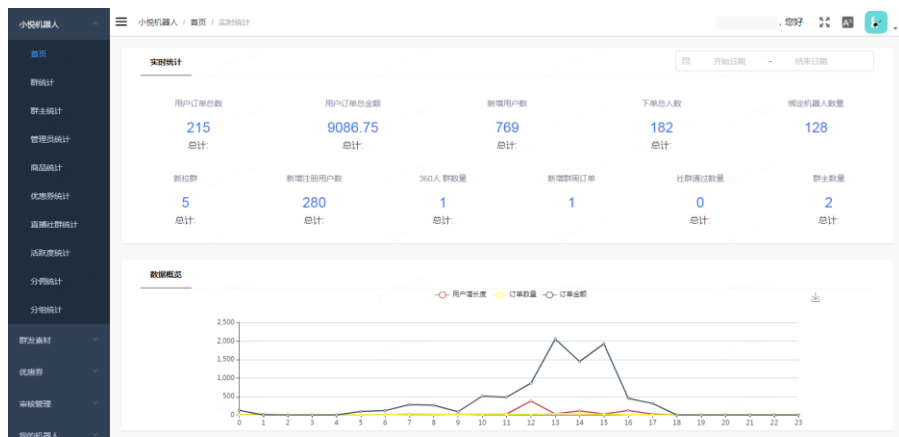 小悦机器人
首页
群统计
群主统计
管理员统计
商品统计
优惠券统计
直播社群统计
活跃度统计
分佣统计
分组统计
群发素材
优惠券
审核管理
我的机器人
小悦机器人 / 首页 / 实时统计
, 您好
实时统计
开始日期 - 结束日期
用户订单总数 用户订单总金额 新增用户数 下单总人数 绑定机器人数量
215 9086.75 769 182 128
总计: 总计: 总计: 总计:
新拉群 新增注册用户数 360人 群数量 新增群闺订单 社群通过数量 群主数量
5 280 1 1 0 2
总计: 总计: 总计: 总计: 总计:
数据概览
用户增长度 订单数量 订单金额
2,500
2,000
1,500
1,000
500
0
0 1 2 3 4 5 6 7 8 9 10 11 12 13 14 15 16 17 18 19 20 21 22 23